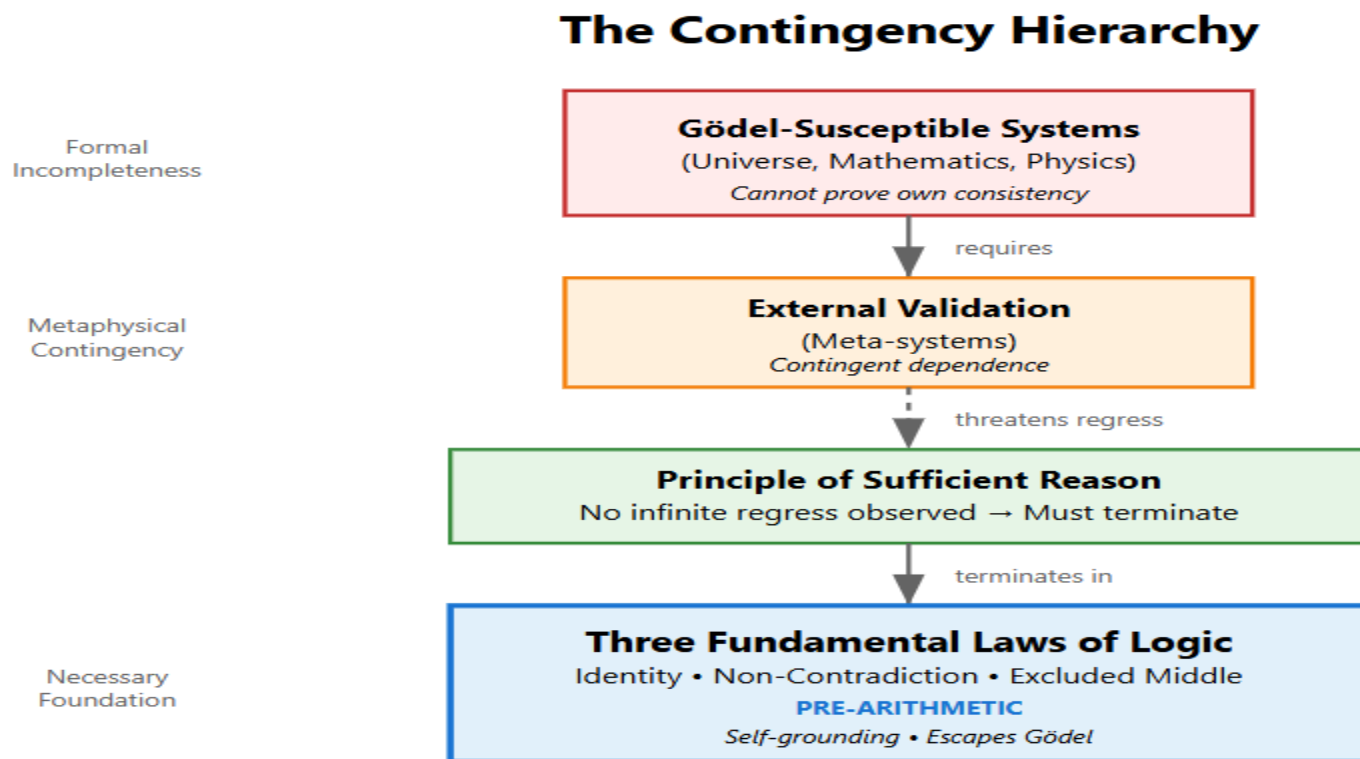 The Contingency Hierarchy
Formal
Incompleteness
Gödel-Susceptible Systems
(Universe, Mathematics, Physics)
Cannot prove own consistency
requires
Metaphysical
Contingency
External Validation
(Meta-systems)
Contingent dependence
threatens regress
Principle of Sufficient Reason
No infinite regress observed → Must terminate
terminates in
Necessary
Foundation
Three Fundamental Laws of Logic
Identity • Non-Contradiction • Excluded Middle
PRE-ARITHMETIC
Self-grounding • Escapes Gödel